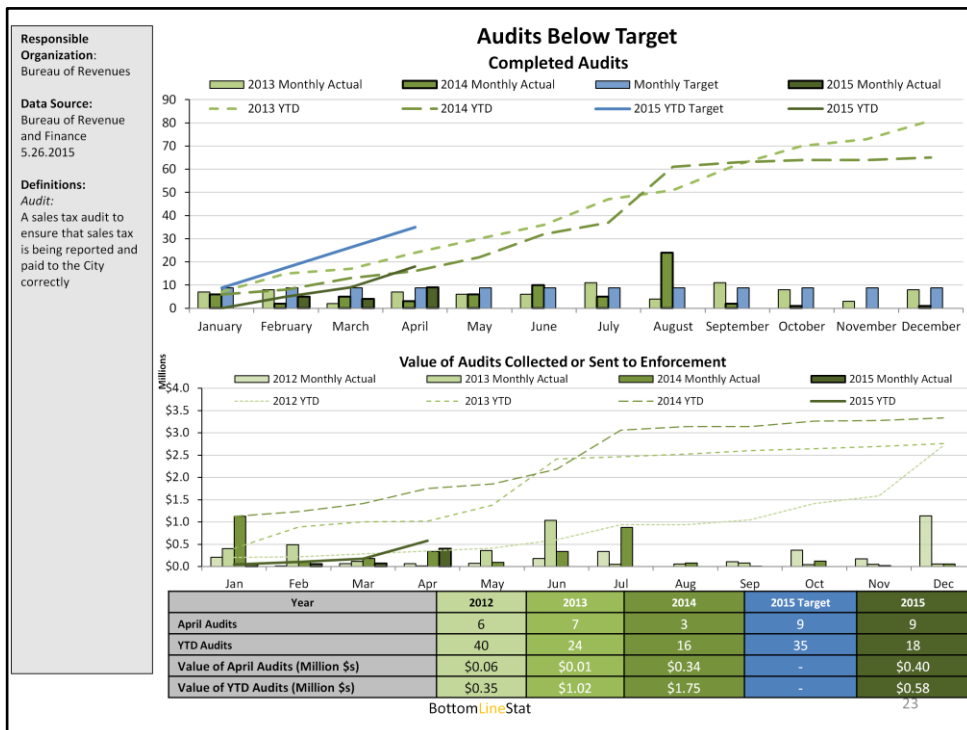 Responsible
Organization:
Bureau of Revenues
Data Source:
Bureau of Revenue
and Finance
5.26.2015
Definitions:
Audit:
A sales tax audit to
ensure that sales tax
is being reported and
paid to the City
correctly
Audits Below Target
Completed Audits
2013 Monthly Actual 2014 Monthly Actual Monthly Target 2015 Monthly Actual
2013 YTD 2014 YTD 2015 YTD Target 2015 YTD
90
80
70
60
50
40
30
20
10
0
January February March April May June July August September October November December
Value of Audits Collected or Sent to Enforcement
Millions
2012 Monthly Actual 2013 Monthly Actual 2014 Monthly Actual 2015 Monthly Actual
2012 YTD 2013 YTD 2014 YTD 2015 YTD
$4.0
$3.5
$3.0
$2.5
$2.0
$1.5
$1.0
$0.5
$0.0
Jan Feb Mar Apr May Jun Jul Aug Sep Oct Nov Dec
Year 2012 2013 2014 2015 Target 2015
April Audits 6 7 3 9 9
YTD Audits 40 24 16 35 18
Value of April Audits (Million $s) $0.06 $0.01 $0.34 - $0.40
Value of YTD Audits (Million $s) $0.35 $1.02 $1.75 - $0.58
BottomLineStat
23